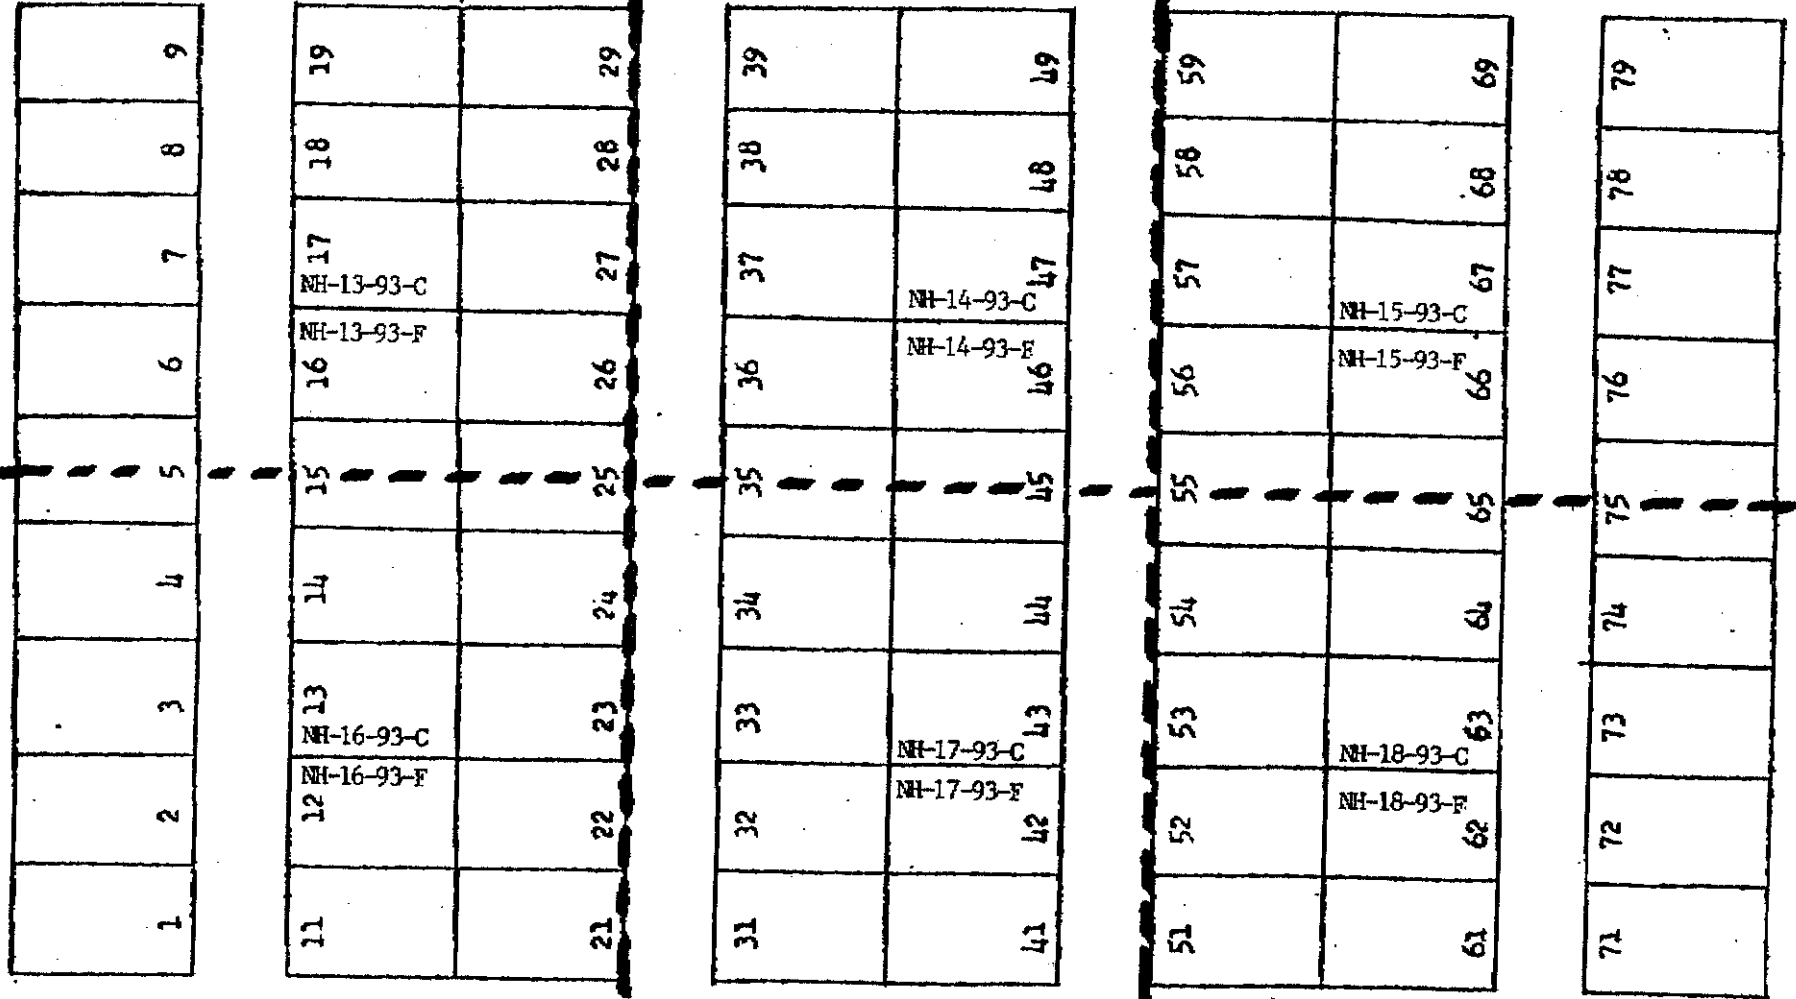 9 19 29 39 49 59 69 79
8 18 28 38 48 58 68 78
7 17 27 37 47 57 67 77
NH-13-93-C NH-14-93-C NH-15-93-C
NH-13-93-F NH-14-93-F NH-15-93-F
6 16 26 36 46 56 66 76
5 15 25 35 45 55 65 75
4 14 24 34 44 54 64 74
3 13 23 33 43 53 63 73
NH-16-93-C NH-17-93-C NH-18-93-C
NH-16-93-F NH-17-93-F NH-18-93-F
2 12 22 32 42 52 62 72
1 11 21 31 41 51 61 71